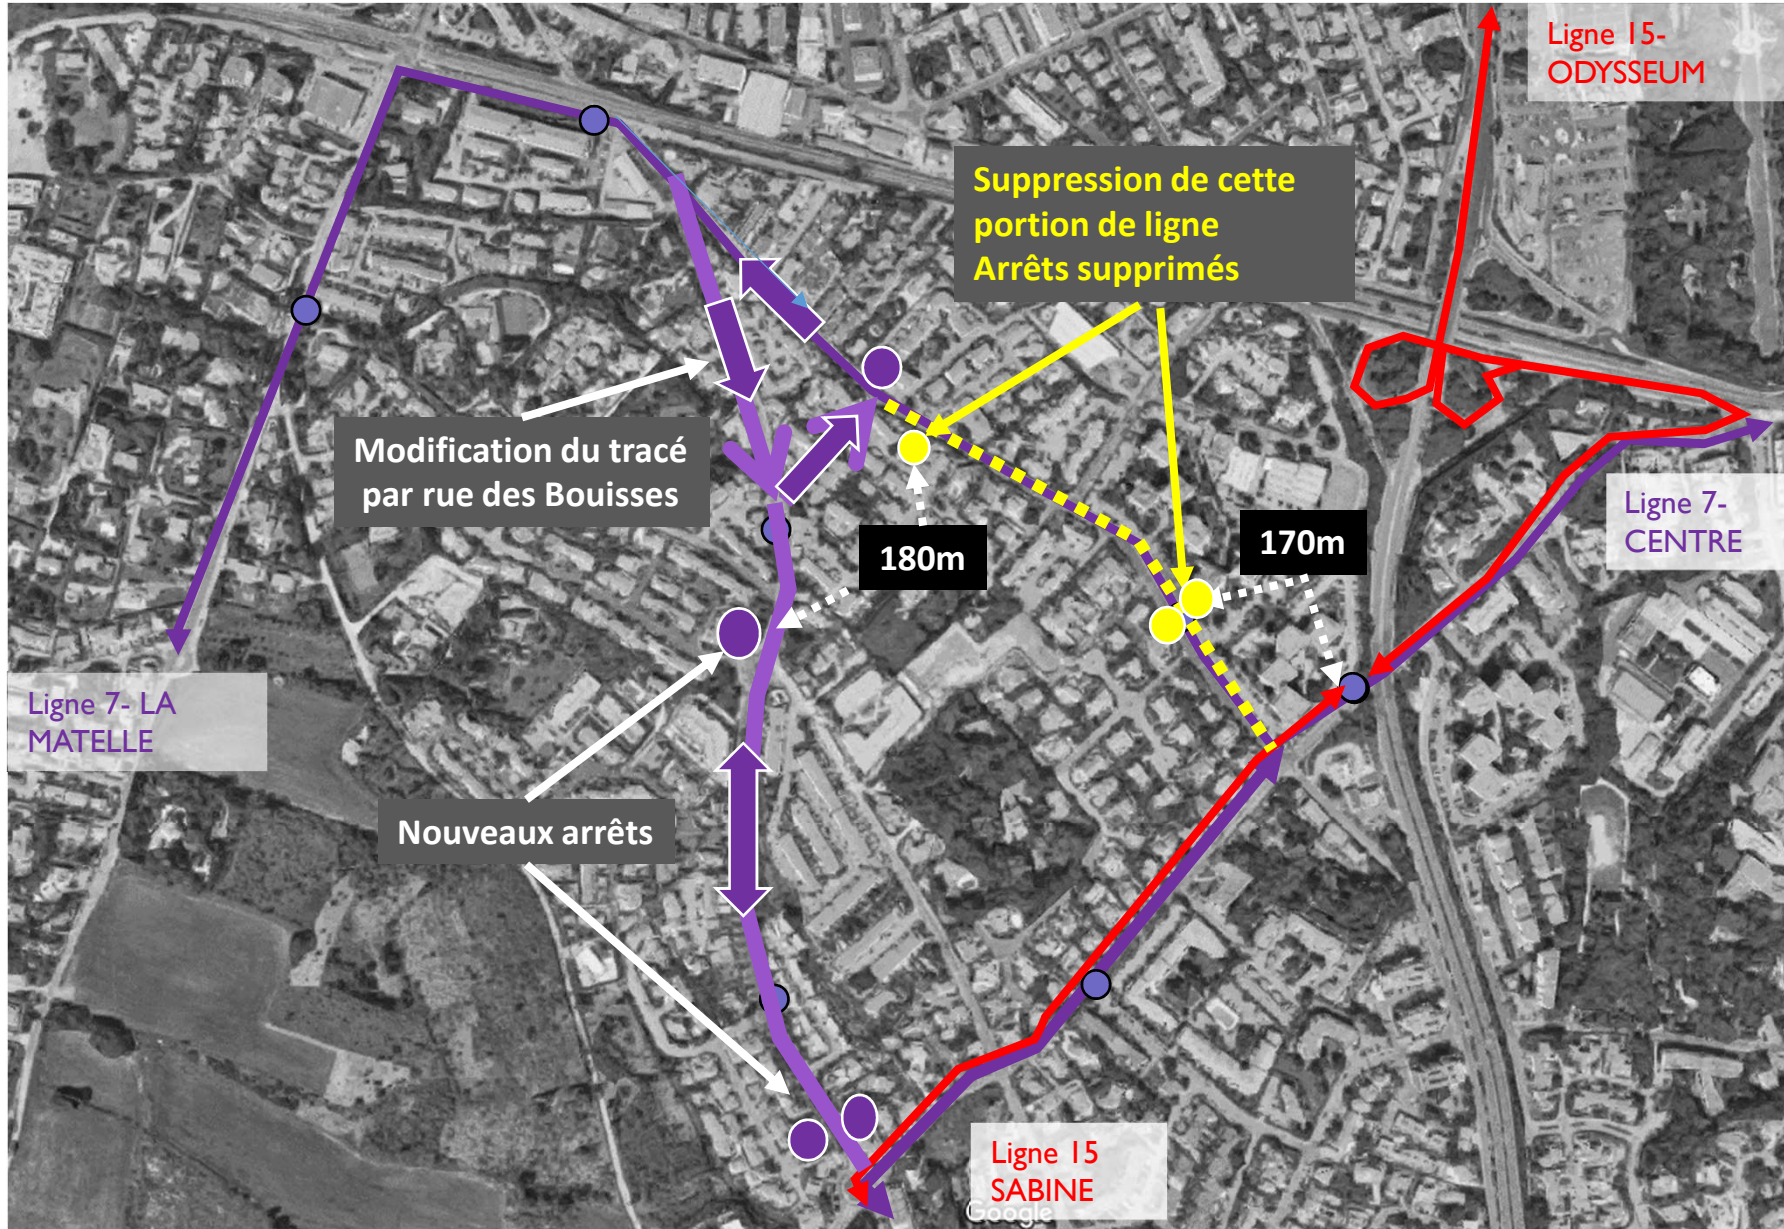 Ligne 15-
ODYSSEUM
Suppression de cette
portion de ligne
Arrêts supprimés
Modification du tracé
par rue des Bouisses
180m
170m
Ligne 7-
CENTRE
Ligne 7- LA
MATELLE
Nouveaux arrêts
Ligne 15
SABINE
Google